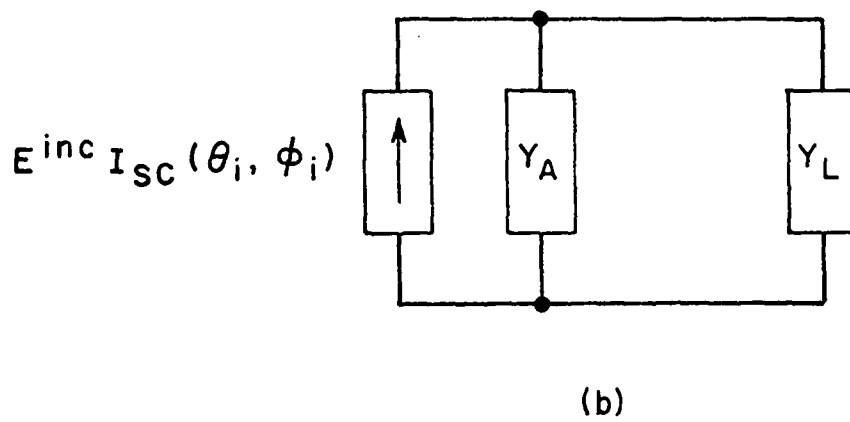 E^inc I_SC (θ_i, φ_i)
Y_A
Y_L
(b)